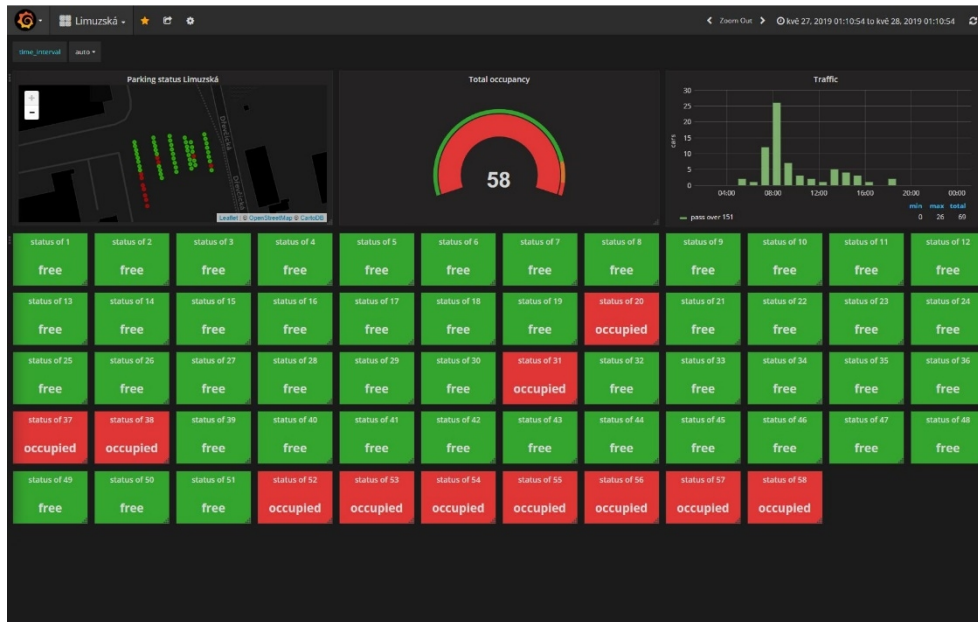 Limuzská
Zoom Out
kvě 27, 2019 01:10:54 to kvě 28, 2019 01:10:54
time_interval auto
Parking status Limuzská
Total occupancy
Traffic
+
-
Dřevčická
Dřevčická
Leaflet | © OpenStreetMap © CartoDB
58
cars
30
25
20
15
10
5
0
04:00 08:00 12:00 16:00 20:00 00:00
min max total
pass over 151 0 26 69
status of 1 status of 2 status of 3 status of 4 status of 5 status of 6 status of 7 status of 8 status of 9 status of 10 status of 11 status of 12
free free free free free free free free free free free free
status of 13 status of 14 status of 15 status of 16 status of 17 status of 18 status of 19 status of 20 status of 21 status of 22 status of 23 status of 24
free free free free free free free occupied free free free free
status of 25 status of 26 status of 27 status of 28 status of 29 status of 30 status of 31 status of 32 status of 33 status of 34 status of 35 status of 36
free free free free free free occupied free free free free free
status of 37 status of 38 status of 39 status of 40 status of 41 status of 42 status of 43 status of 44 status of 45 status of 46 status of 47 status of 48
occupied occupied free free free free free free free free free free
status of 49 status of 50 status of 51 status of 52 status of 53 status of 54 status of 55 status of 56 status of 57 status of 58
free free free occupied occupied occupied occupied occupied occupied occupied